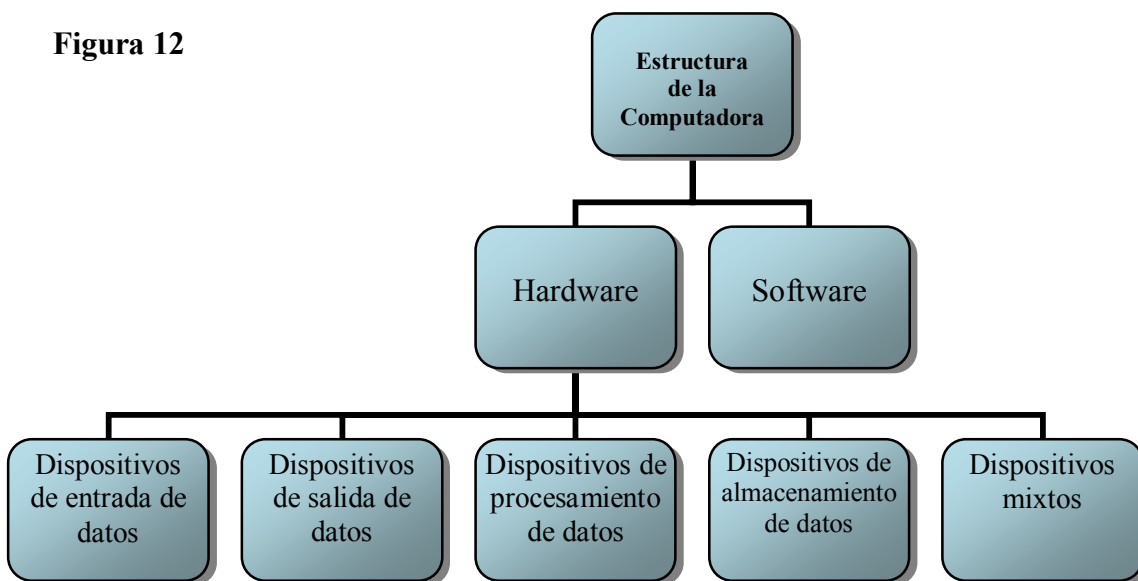 Figura 12
Estructura
de la
Computadora
Hardware
Software
Dispositivos
de entrada de
datos
Dispositivos
de salida de
datos
Dispositivos de
procesamiento
de datos
Dispositivos de
almacenamiento
de datos
Dispositivos
mixtos